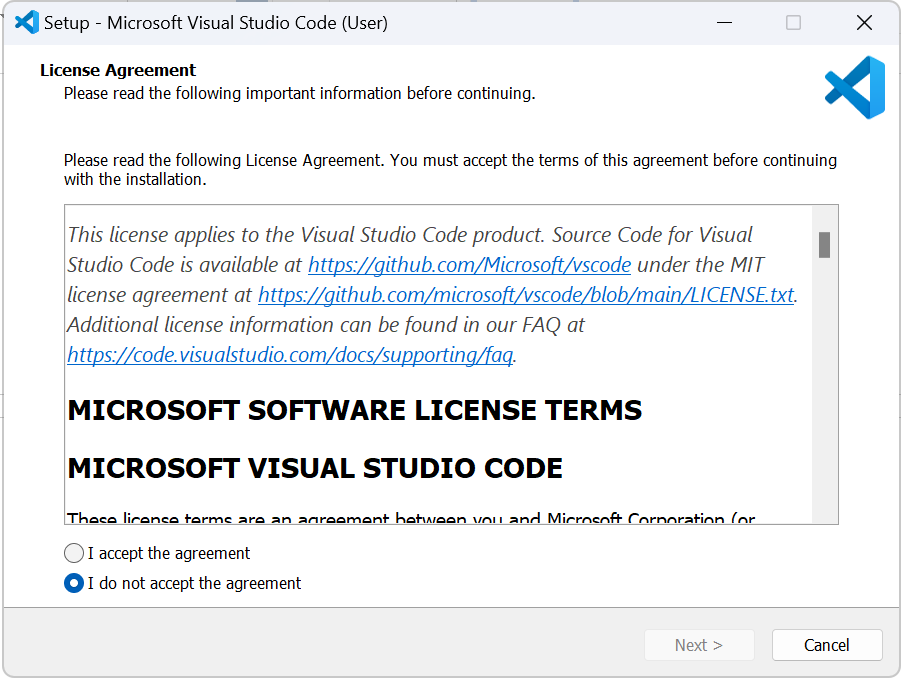 Setup - Microsoft Visual Studio Code (User)
License Agreement
Please read the following important information before continuing.
Please read the following License Agreement. You must accept the terms of this agreement before continuing
with the installation.
This license applies to the Visual Studio Code product. Source Code for Visual
Studio Code is available at https://github.com/Microsoft/vscode under the MIT
license agreement at https://github.com/microsoft/vscode/blob/main/LICENSE.txt.
Additional license information can be found in our FAQ at
https://code.visualstudio.com/docs/supporting/faq.
MICROSOFT SOFTWARE LICENSE TERMS
MICROSOFT VISUAL STUDIO CODE
These license terms are an agreement between you and Microsoft Corporation (or
I accept the agreement
I do not accept the agreement
Next >
Cancel